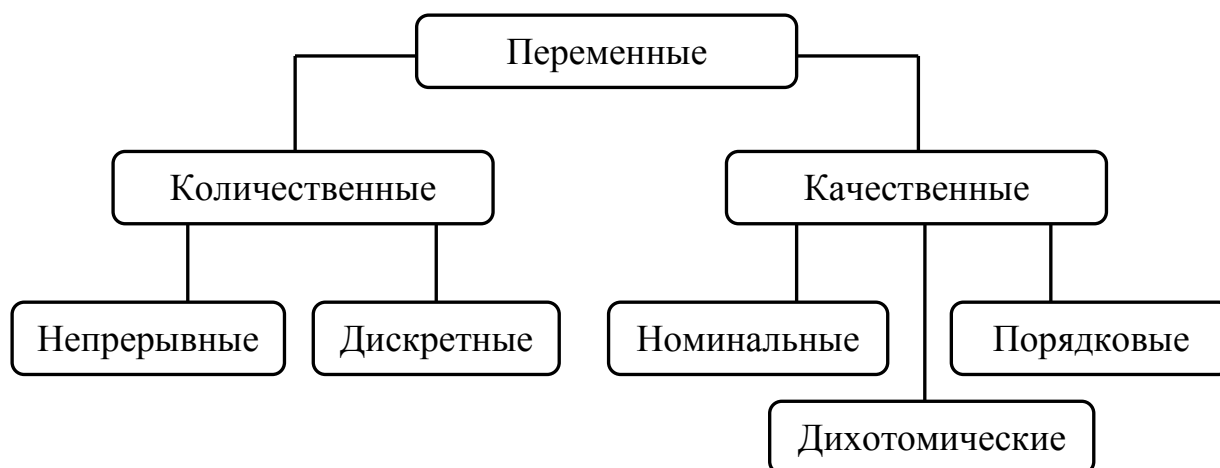 Переменные
Количественные
Качественные
Непрерывные
Дискретные
Номинальные
Порядковые
Дихотомические